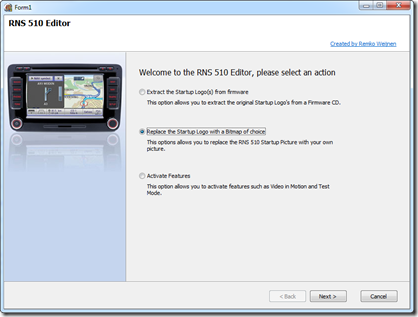 Form1
RNS 510 Editor
Created by Remko Weijnen
Welcome to the RNS 510 Editor, please select an action
Extract the Startup Logo(s) from firmware
This option allows you to extract the original Startup Logo's from a Firmware CD.
Replace the Startup Logo with a Bitmap of choice
This options allows you to replace the RNS 510 Startup Picture with your own
picture.
Activate Features
This option allows you to activate features such as Video in Motion and Test
Mode.
< Back
Next >
Cancel